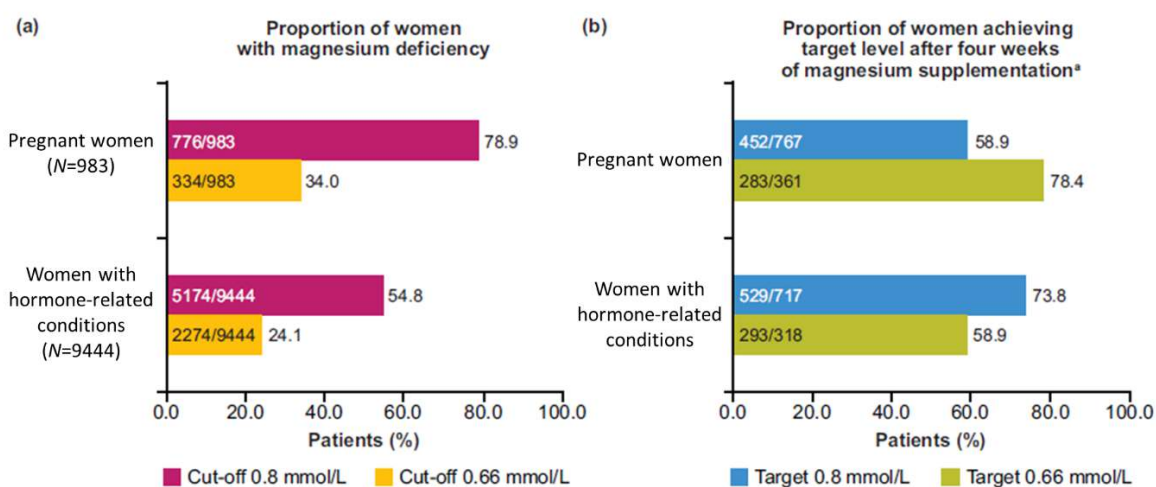 (a)
Proportion of women
with magnesium deficiency
Pregnant women
(N=983)
776/983
78.9
334/983
34.0
Women with
hormone-related
conditions
(N=9444)
5174/9444
54.8
2274/9444
24.1
0.0 20.0 40.0 60.0 80.0 100.0
Patients (%)
Cut-off 0.8 mmol/L Cut-off 0.66 mmol/L
(b)
Proportion of women achieving
target level after four weeks
of magnesium supplementationᵃ
Pregnant women
452/767
58.9
283/361
78.4
Women with
hormone-related
conditions
529/717
73.8
293/318
58.9
0.0 20.0 40.0 60.0 80.0 100.0
Patients (%)
Target 0.8 mmol/L Target 0.66 mmol/L